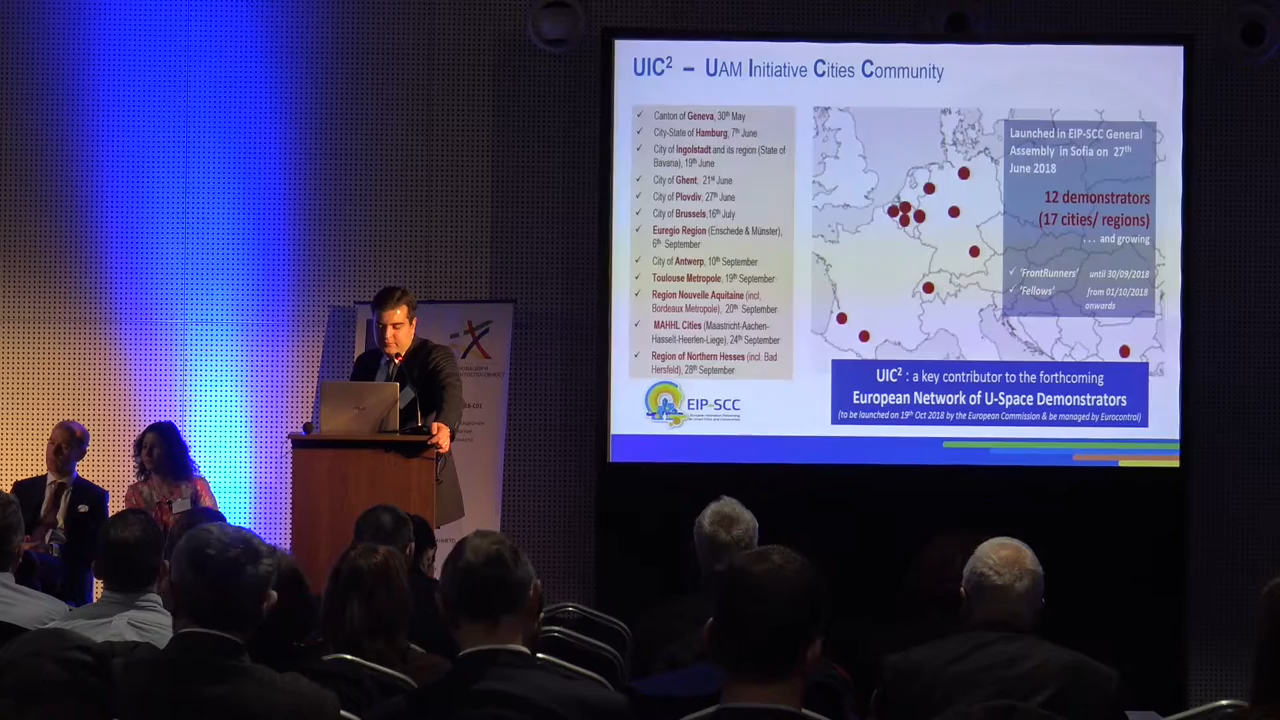 UIC² – UAM Initiative Cities Community
✓ Canton of Geneva, 30th May
✓ City-State of Hamburg, 7th June
✓ City of Ingolstadt and its region (State of
Bavaria), 19th June
✓ City of Ghent, 21st June
✓ City of Plovdiv, 27th June
✓ City of Brussels,16th July
✓ Euregio Region (Enschede & Münster),
6th September
✓ City of Antwerp, 10th September
✓ Toulouse Metropole, 19th September
✓ Region Nouvelle Aquitaine (incl,
Bordeaux Metropole), 20th September
✓ MAHHL Cities (Maastricht-Aachen-
Hasselt-Heerlen-Liege), 24th September
✓ Region of Northern Hesses (incl. Bad
Hersfeld), 28th September
EIP-SCC
Launched in EIP-SCC General
Assembly in Sofia on 27th
June 2018
12 demonstrators
(17 cities/ regions)
... and growing
✓ 'FrontRunners' until 30/09/2018
✓ 'Fellows' from 01/10/2018
onwards
UIC² : a key contributor to the forthcoming
European Network of U-Space Demonstrators
(to be launched on 19th Oct 2018 by the European Commission & be managed by Eurocontrol)